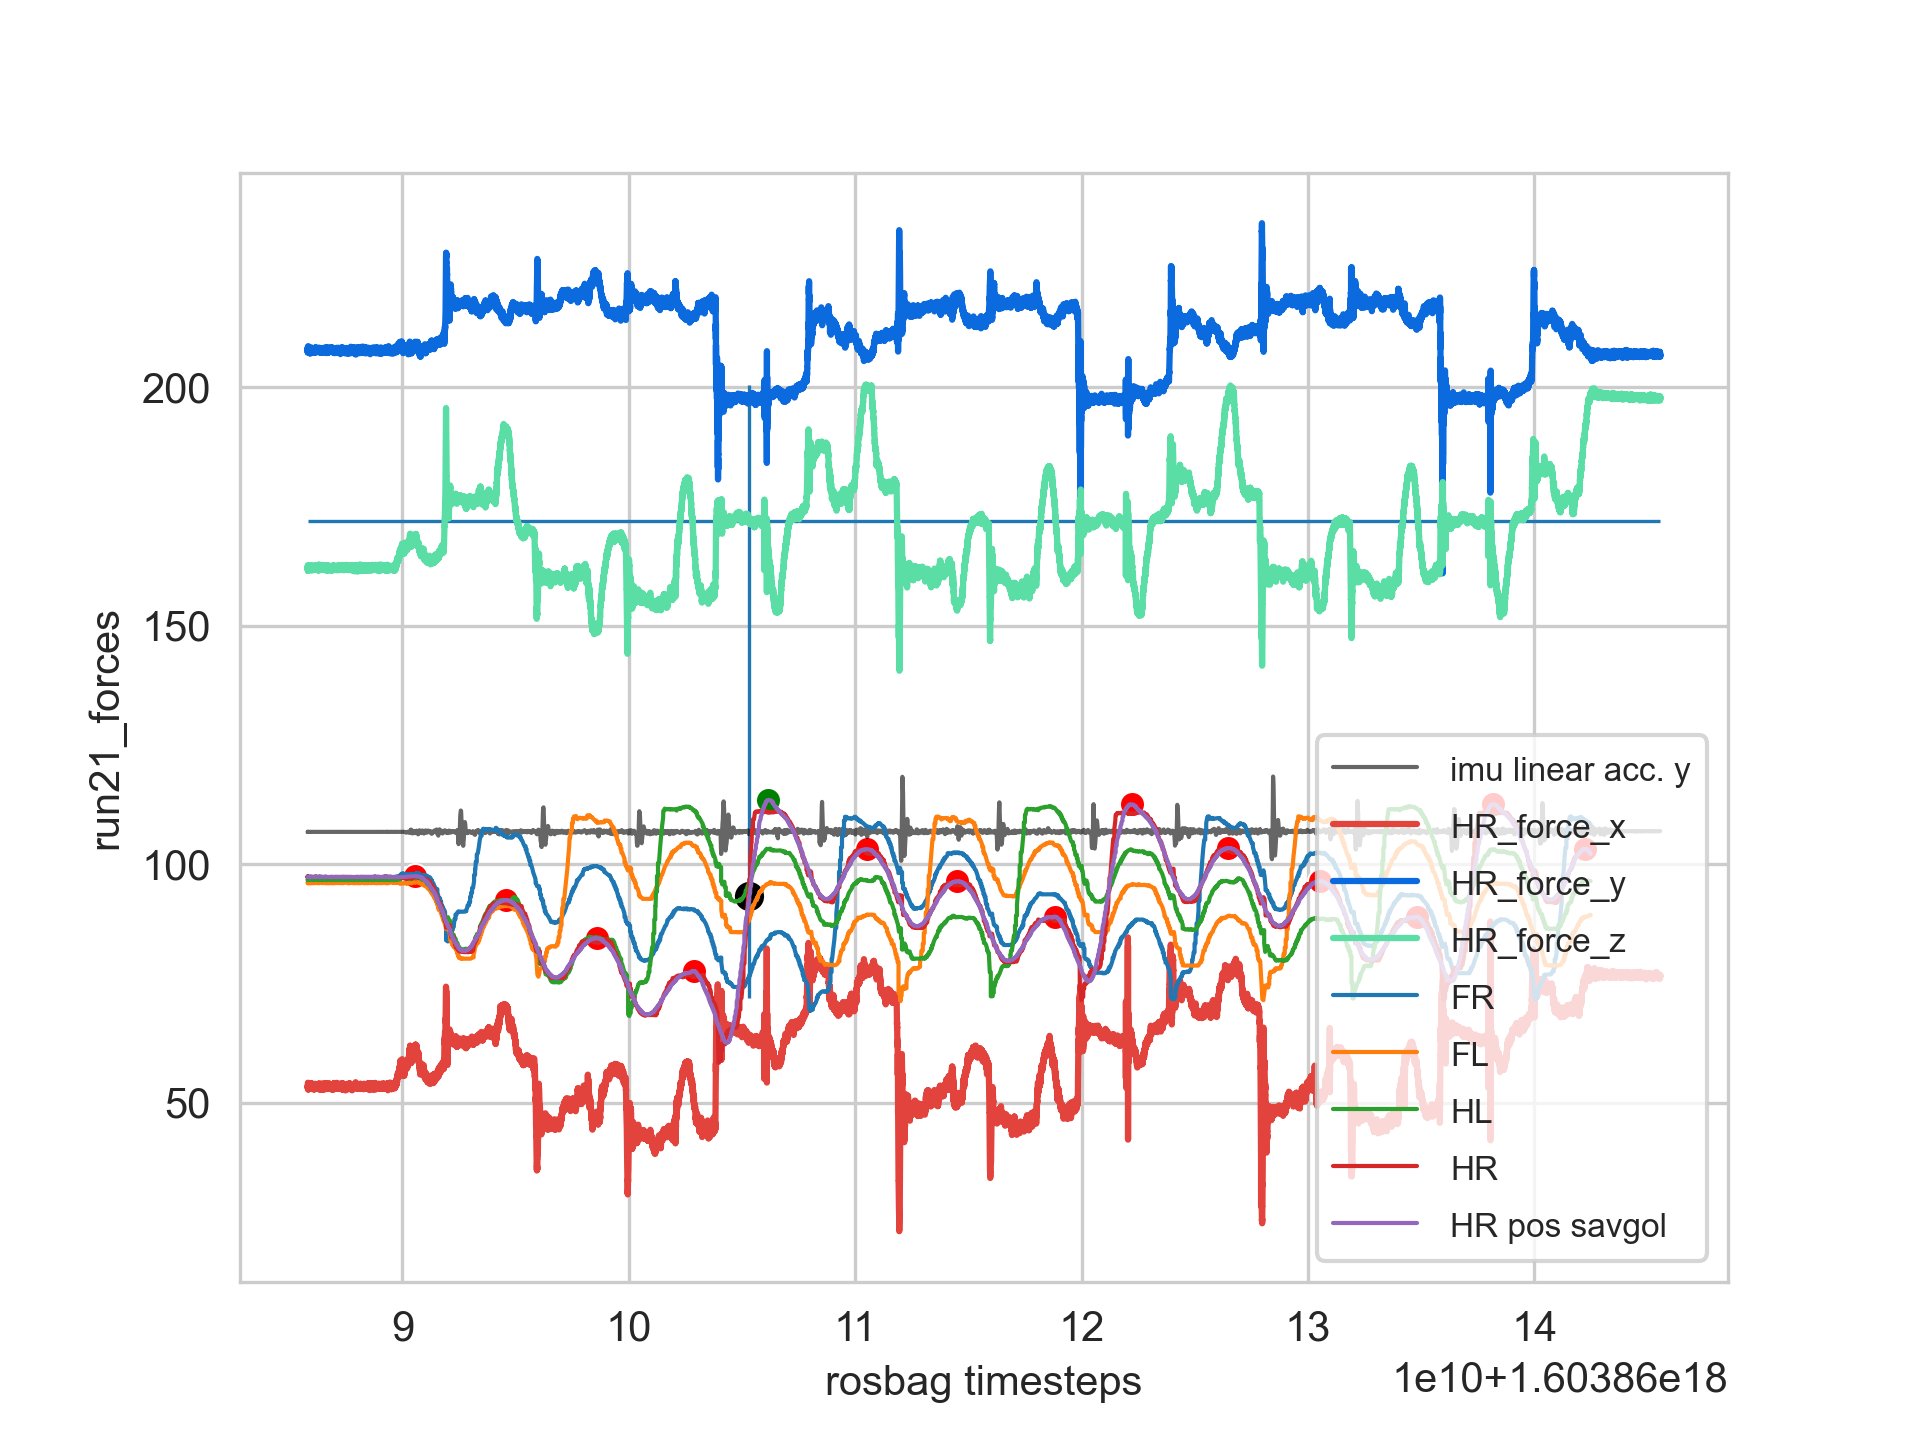 run21_forces
200
150
100
50
imu linear acc. y
HR_force_x
HR_force_y
HR_force_z
FR
FL
HL
HR
HR pos savgol
9
10
11
12
13
14
rosbag timesteps
1e10+1.60386e18